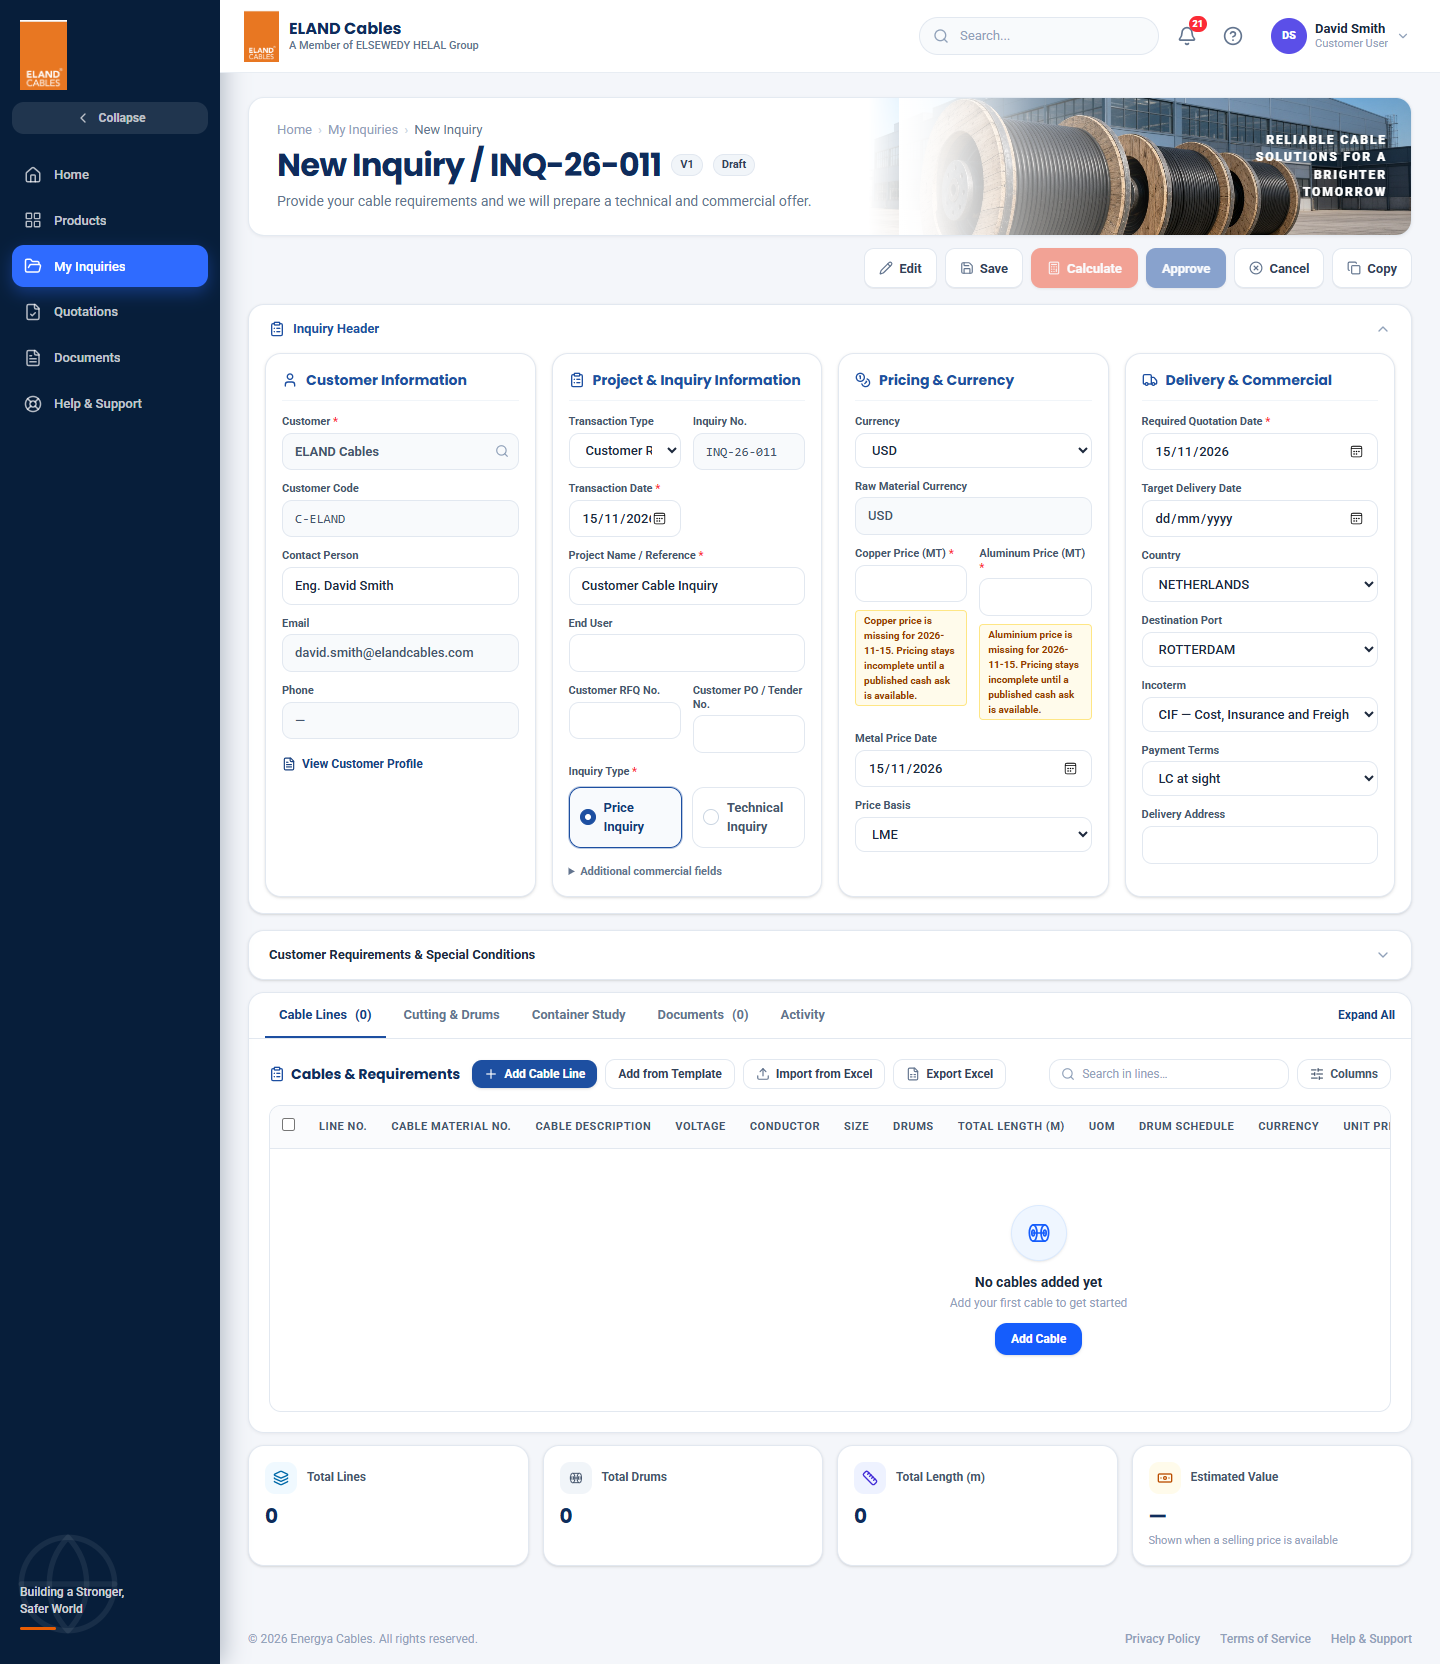 ELAND
CABLES
Collapse
Home
Products
My Inquiries
Quotations
Documents
Help & Support
Building a Stronger,
Safer World
ELAND
CABLES
ELAND Cables
A Member of ELSEWEDY HELAL Group
Search...
21
DS
David Smith
Customer User
Home › My Inquiries › New Inquiry
New Inquiry / INQ-26-011 V1 Draft
Provide your cable requirements and we will prepare a technical and commercial offer.
RELIABLE CABLE
SOLUTIONS FOR A
BRIGHTER
TOMORROW
Edit Save Calculate Approve Cancel Copy
Inquiry Header
Customer Information
Customer *
ELAND Cables
Customer Code
C-ELAND
Contact Person
Eng. David Smith
Email
david.smith@elandcables.com
Phone
—
View Customer Profile
Project & Inquiry Information
Transaction Type Inquiry No.
Customer R INQ-26-011
Transaction Date *
15/11/2026
Project Name / Reference *
Customer Cable Inquiry
End User
Customer RFQ No. Customer PO / Tender
No.
Inquiry Type *
Price
Inquiry
Technical
Inquiry
Additional commercial fields
Pricing & Currency
Currency
USD
Raw Material Currency
USD
Copper Price (MT) *
Copper price is
missing for 2026-
11-15. Pricing stays
incomplete until a
published cash ask
is available.
Aluminum Price (MT)
*
Aluminium price is
missing for 2026-
11-15. Pricing stays
incomplete until a
published cash ask
is available.
Metal Price Date
15/11/2026
Price Basis
LME
Delivery & Commercial
Required Quotation Date *
15/11/2026
Target Delivery Date
dd/mm/yyyy
Country
NETHERLANDS
Destination Port
ROTTERDAM
Incoterm
CIF — Cost, Insurance and Freigh
Payment Terms
LC at sight
Delivery Address
Customer Requirements & Special Conditions
Cable Lines (0) Cutting & Drums Container Study Documents (0) Activity Expand All
Cables & Requirements Add Cable Line Add from Template Import from Excel Export Excel Search in lines... Columns
LINE NO. CABLE MATERIAL NO. CABLE DESCRIPTION VOLTAGE CONDUCTOR SIZE DRUMS TOTAL LENGTH (M) UOM DRUM SCHEDULE CURRENCY UNIT PRI
No cables added yet
Add your first cable to get started
Add Cable
Total Lines
0
Total Drums
0
Total Length (m)
0
Estimated Value
—
Shown when a selling price is available
© 2026 Energya Cables. All rights reserved.
Privacy Policy Terms of Service Help & Support